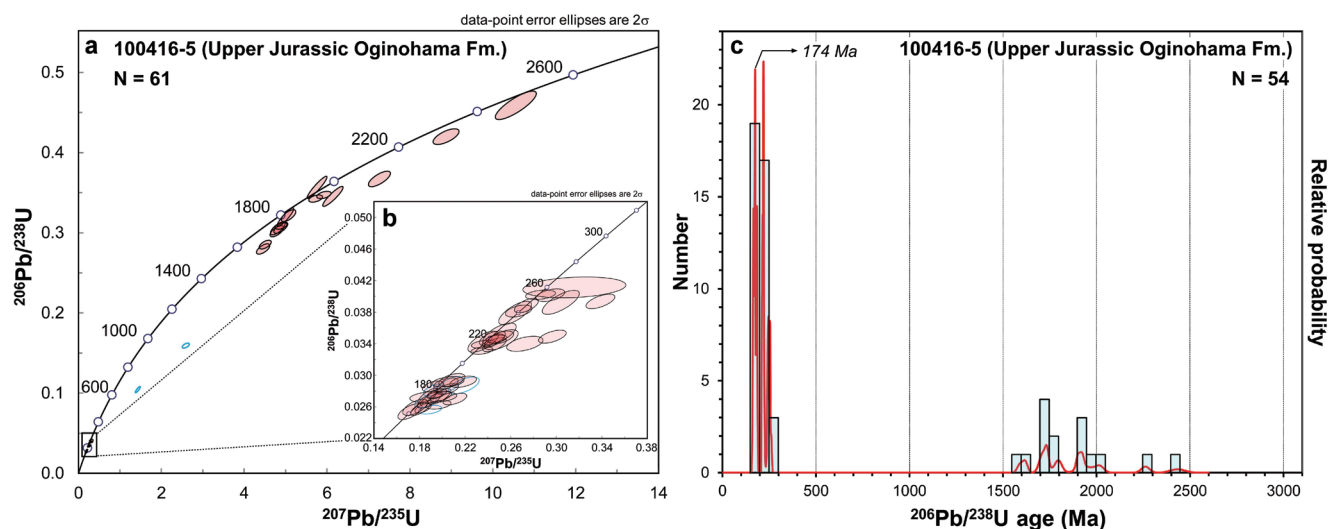 data-point error ellipses are 2σ
a 100416-5 (Upper Jurassic Oginohama Fm.)
N = 61
0.5
0.4
0.3
0.2
0.1
0.0
²⁰⁶Pb/²³⁸U
2600
2200
1800
1400
1000
600
0 2 4 6 8 10 12 14
²⁰⁷Pb/²³⁵U
data-point error ellipses are 2σ
b
0.050
0.046
0.042
0.038
0.034
0.030
0.026
0.022
²⁰⁶Pb/²³⁸U
300
260
220
180
0.14 0.18 0.22 0.26 0.30 0.34 0.38
²⁰⁷Pb/²³⁵U
c 174 Ma 100416-5 (Upper Jurassic Oginohama Fm.)
N = 54
Number
20
15
10
5
0
Relative probability
0 500 1000 1500 2000 2500 3000
²⁰⁶Pb/²³⁸U age (Ma)